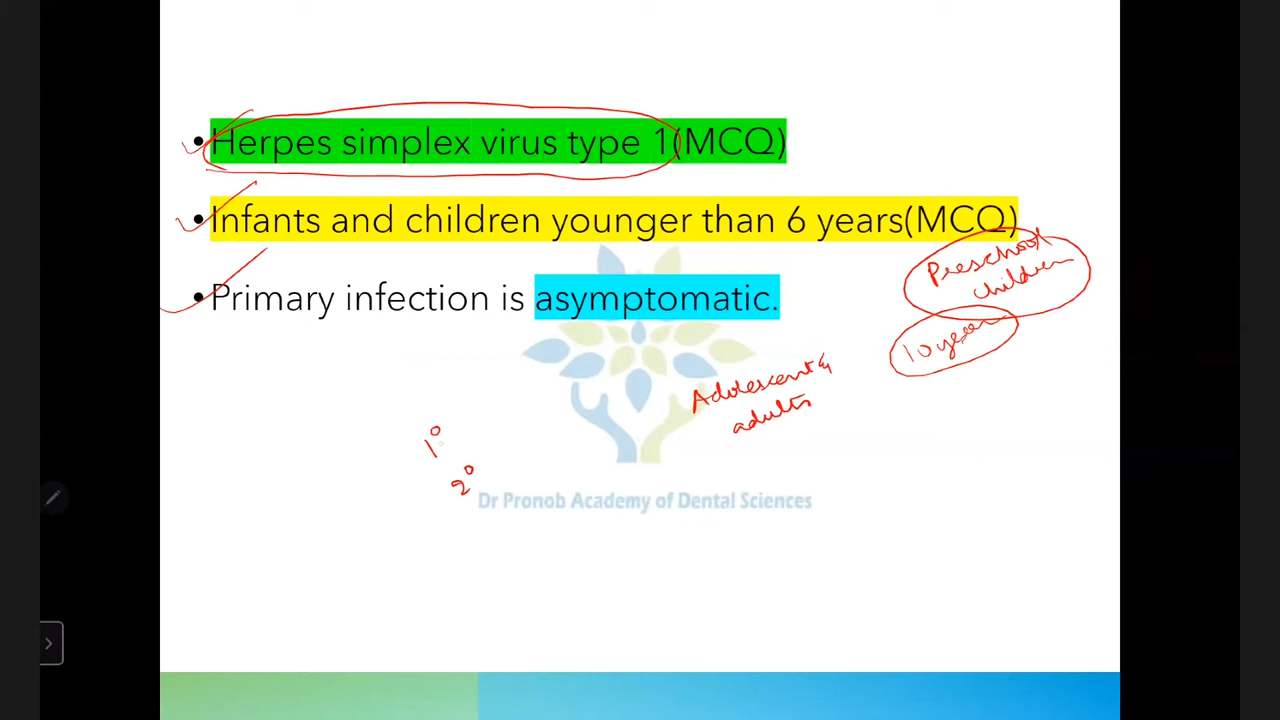 •Herpes simplex virus type 1(MCQ)
•Infants and children younger than 6 years(MCQ)
Preschool
children
•Primary infection is asymptomatic.
10 years
Adolescent &
adults
1°
2°
Dr Pronob Academy of Dental Sciences